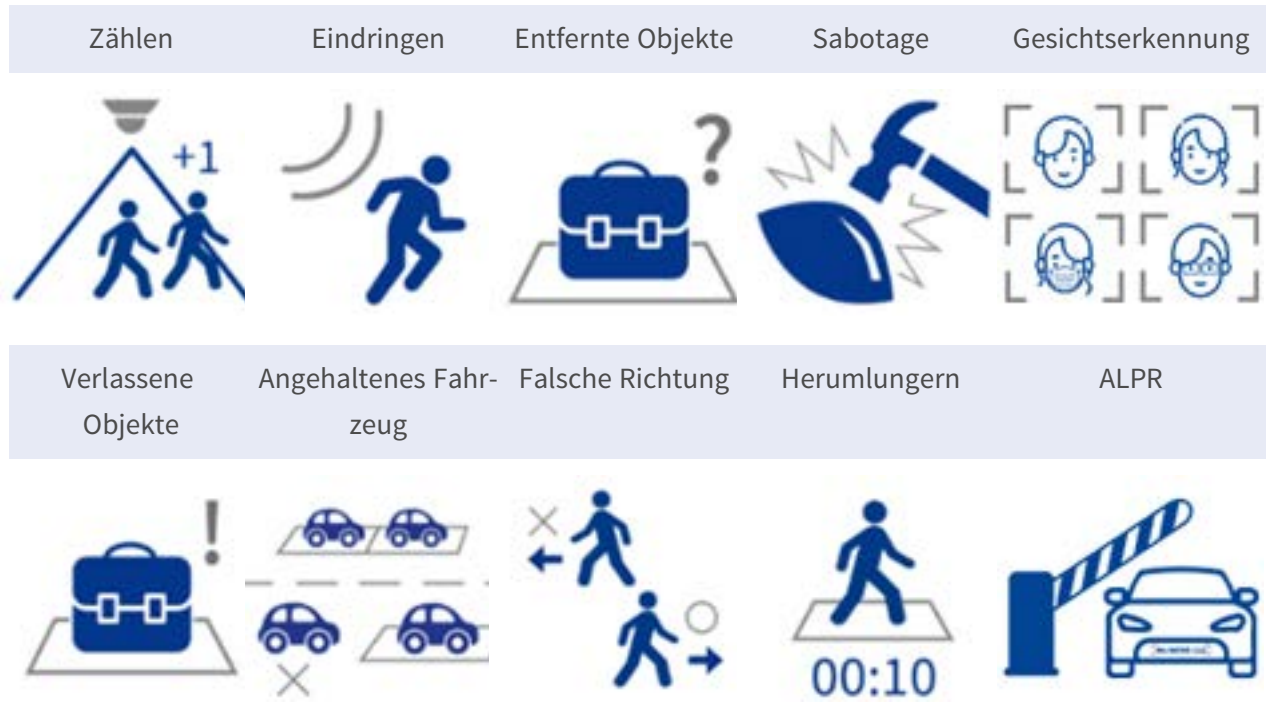 Zählen
Eindringen
Entfernte Objekte
Sabotage
Gesichtserkennung
+1
?
Verlassene
Objekte
Angehaltenes Fahr-
zeug
Falsche Richtung
Herumlungern
ALPR
!
00:10